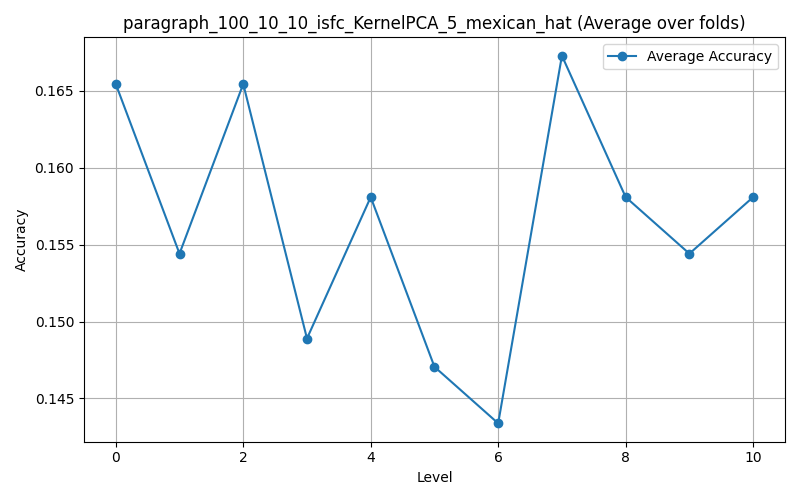 paragraph_100_10_10_isfc_KernelPCA_5_mexican_hat (Average over folds)
Average Accuracy
0.165
0.160
0.155
0.150
0.145
Accuracy
0 2 4 6 8 10
Level